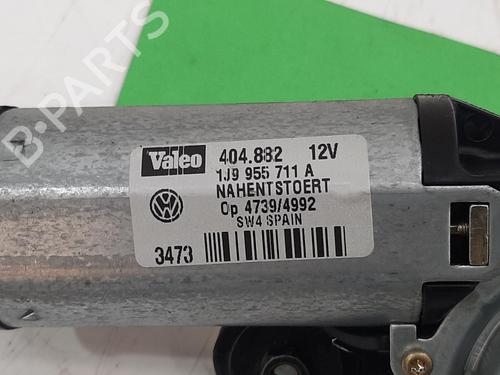 B-PARTS
Valeo 404.882 12V
1J9 955 711 A
NAHENTSTOERT
Op 4739/4992
SW4 SPAIN
3473